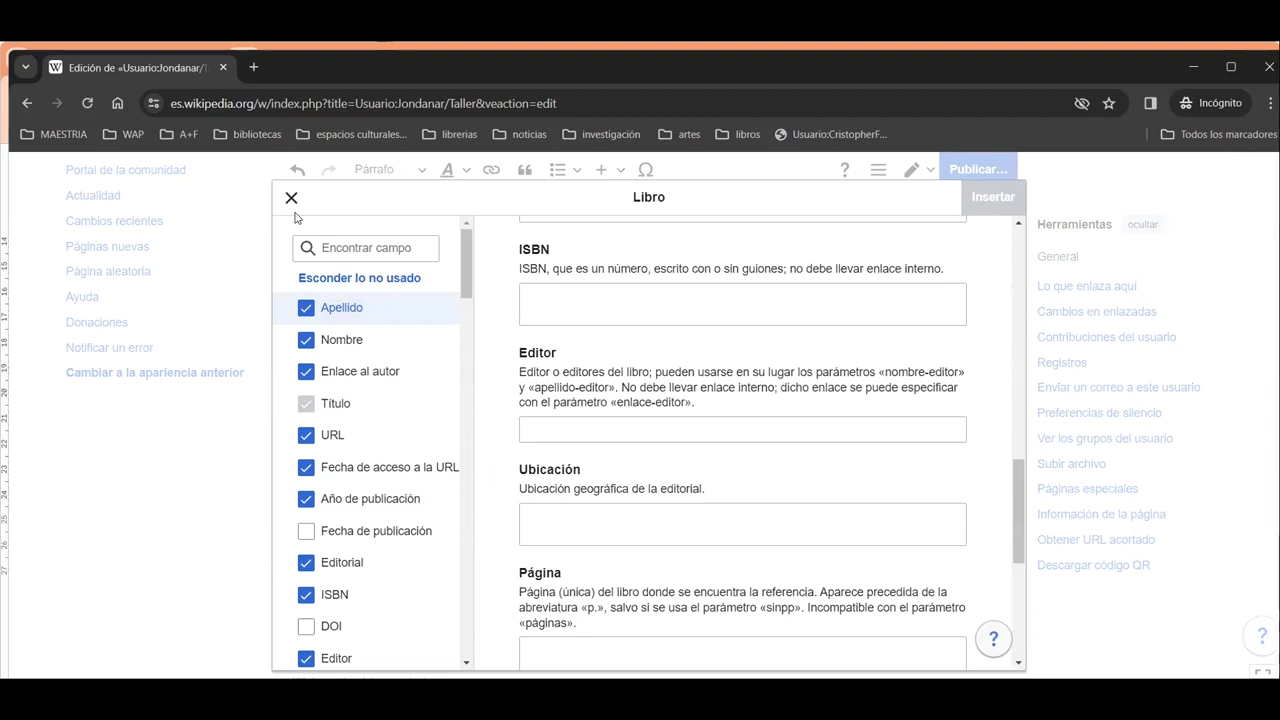 Edición de «Usuario:Jondanar/T
es.wikipedia.org/w/index.php?title=Usuario:Jondanar/Taller&veaction=edit
Incógnito
MAESTRIA
WAP
A+F
bibliotecas
espacios culturales...
librerias
noticias
investigación
artes
libros
Usuario:CristopherF...
Todos los marcadores
Portal de la comunidad
Actualidad
Cambios recientes
Páginas nuevas
Página aleatoria
Ayuda
Donaciones
Notificar un error
Cambiar a la apariencia anterior
Párrafo
A
Ω
?
Publicar...
Libro
Insertar
Encontrar campo
Esconder lo no usado
Apellido
Nombre
Enlace al autor
Título
URL
Fecha de acceso a la URL
Año de publicación
Fecha de publicación
Editorial
ISBN
DOI
Editor
ISBN
ISBN, que es un número, escrito con o sin guiones; no debe llevar enlace interno.
Editor
Editor o editores del libro; pueden usarse en su lugar los parámetros «nombre-editor»
y «apellido-editor». No debe llevar enlace interno; dicho enlace se puede especificar
con el parámetro «enlace-editor».
Ubicación
Ubicación geográfica de la editorial.
Página
Página (única) del libro donde se encuentra la referencia. Aparece precedida de la
abreviatura «p.», salvo si se usa el parámetro «sinpp». Incompatible con el parámetro
«páginas».
?
Herramientas ocultar
General
Lo que enlaza aquí
Cambios en enlazadas
Contribuciones del usuario
Registros
Enviar un correo a este usuario
Preferencias de silencio
Ver los grupos del usuario
Subir archivo
Páginas especiales
Información de la página
Obtener URL acortado
Descargar código QR
?